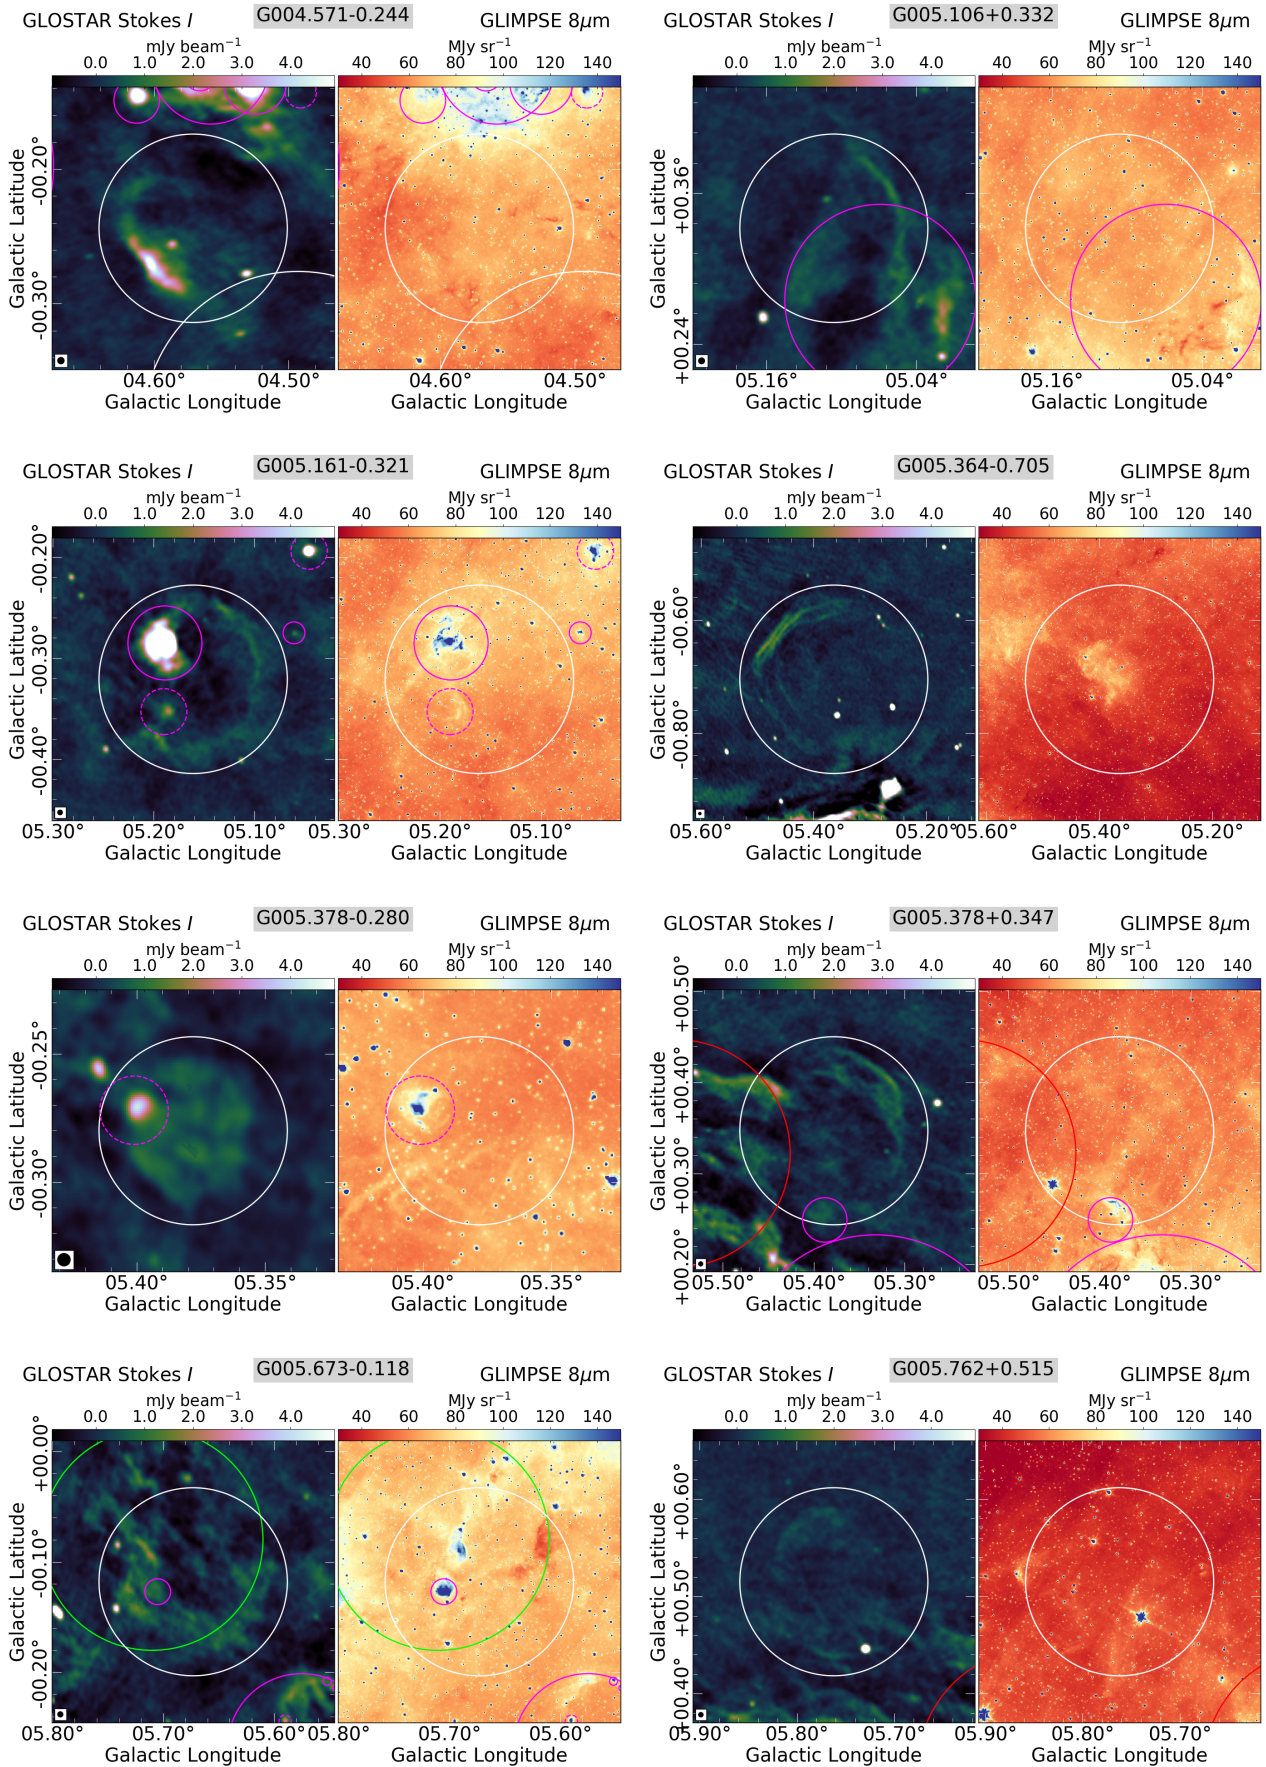 GLOSTAR Stokes I G004.571-0.244 GLIMPSE 8μm
mJy beam⁻¹ MJy sr⁻¹
0.0 1.0 2.0 3.0 4.0 40 60 80 100 120 140
Galactic Latitude
-00.20°
-00.30°
04.60° 04.50° 04.60° 04.50°
Galactic Longitude Galactic Longitude
GLOSTAR Stokes I G005.106+0.332 GLIMPSE 8μm
mJy beam⁻¹ MJy sr⁻¹
0.0 1.0 2.0 3.0 4.0 40 60 80 100 120 140
Galactic Latitude
+00.36°
+00.24°
05.16° 05.04° 05.16° 05.04°
Galactic Longitude Galactic Longitude
GLOSTAR Stokes I G005.161-0.321 GLIMPSE 8μm
mJy beam⁻¹ MJy sr⁻¹
0.0 1.0 2.0 3.0 4.0 40 60 80 100 120 140
Galactic Latitude
-00.20°
-00.30°
-00.40°
05.30° 05.20° 05.10° 05.30° 05.20° 05.10°
Galactic Longitude Galactic Longitude
GLOSTAR Stokes I G005.364-0.705 GLIMPSE 8μm
mJy beam⁻¹ MJy sr⁻¹
0.0 1.0 2.0 3.0 4.0 40 60 80 100 120 140
Galactic Latitude
-00.60°
-00.80°
05.60° 05.40° 05.20° 05.60° 05.40° 05.20°
Galactic Longitude Galactic Longitude
GLOSTAR Stokes I G005.378-0.280 GLIMPSE 8μm
mJy beam⁻¹ MJy sr⁻¹
0.0 1.0 2.0 3.0 4.0 40 60 80 100 120 140
Galactic Latitude
-00.25°
-00.30°
05.40° 05.35° 05.40° 05.35°
Galactic Longitude Galactic Longitude
GLOSTAR Stokes I G005.378+0.347 GLIMPSE 8μm
mJy beam⁻¹ MJy sr⁻¹
0.0 1.0 2.0 3.0 4.0 40 60 80 100 120 140
Galactic Latitude
+00.50°
+00.40°
+00.30°
+00.20°
05.50° 05.40° 05.30° 05.50° 05.40° 05.30°
Galactic Longitude Galactic Longitude
GLOSTAR Stokes I G005.673-0.118 GLIMPSE 8μm
mJy beam⁻¹ MJy sr⁻¹
0.0 1.0 2.0 3.0 4.0 40 60 80 100 120 140
Galactic Latitude
+00.00°
-00.10°
-00.20°
05.80° 05.70° 05.60° 05.80° 05.70° 05.60°
Galactic Longitude Galactic Longitude
GLOSTAR Stokes I G005.762+0.515 GLIMPSE 8μm
mJy beam⁻¹ MJy sr⁻¹
0.0 1.0 2.0 3.0 4.0 40 60 80 100 120 140
Galactic Latitude
+00.60°
+00.50°
+00.40°
05.90° 05.80° 05.70° 05.90° 05.80° 05.70°
Galactic Longitude Galactic Longitude